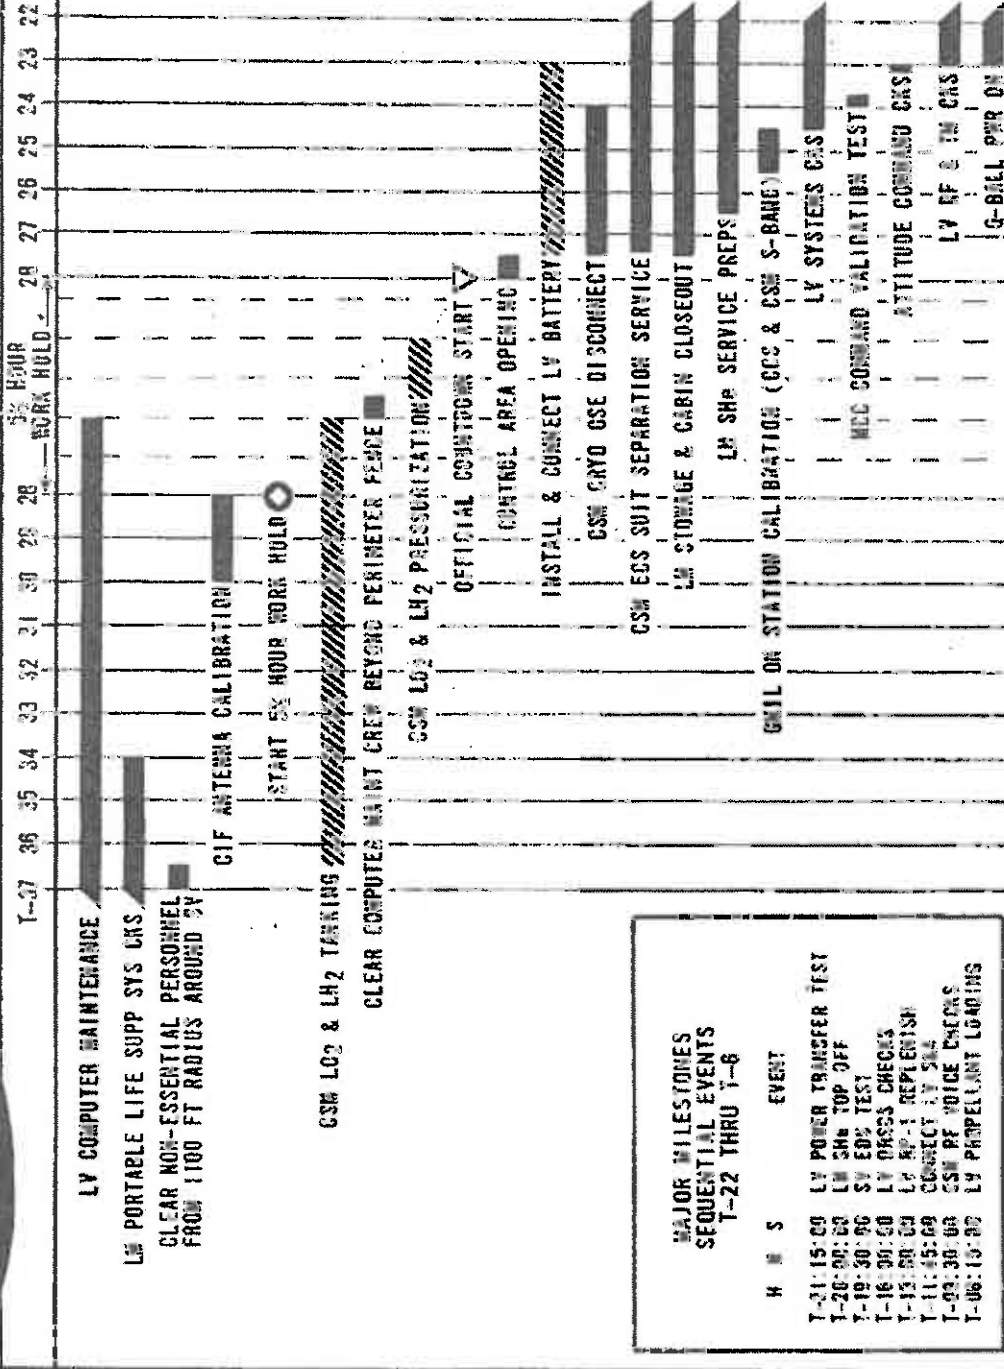 5½ HOUR
WORK HOLD
T-37 36 35 34 33 32 31 30 29 28 28 27 26 25 24 23 22
LV COMPUTER MAINTENANCE
LM PORTABLE LIFE SUPP SYS CKS
CLEAR NON-ESSENTIAL PERSONNEL
FROM 1100 FT RADIUS AROUND SV
CIF ANTENNA CALIBRATION
START 5½ HOUR WORK HOLD
CSM LO2 & LH2 TANKING
CLEAR COMPUTER MAINT CREW BEYOND PERIMETER FENCE
CSM LO2 & LH2 PRESSURIZATION
OFFICIAL COUNTDOWN START
CONTROL AREA OPENING
INSTALL & CONNECT LV BATTERY
CSM CRYO GSE DISCONNECT
CSM ECS SUIT SEPARATION SERVICE
LM STOWAGE & CABIN CLOSEOUT
LM SHe SERVICE PREPS
GMIL ON STATION CALIBRATION (CCS & CSM S-BAND)
LV SYSTEMS CKS
MCC COMMAND VALIDATION TEST
ATTITUDE COMMAND CKS
LV RF & TM CKS
Q-BALL PWR ON
MAJOR MILESTONES
SEQUENTIAL EVENTS
T-22 THRU T-6
H M S EVENT
T-21:15:00 LV POWER TRANSFER TEST
T-20:00:00 LM SHe TOP OFF
T-19:30:00 SV EDS TEST
T-16:00:00 LV DRSCS CHECKS
T-13:00:00 LV RP-1 REPLENISH
T-11:45:00 CONNECT LV S&A
T-09:30:00 CSM RF VOICE CHECKS
LV PROPELLANT LOADING